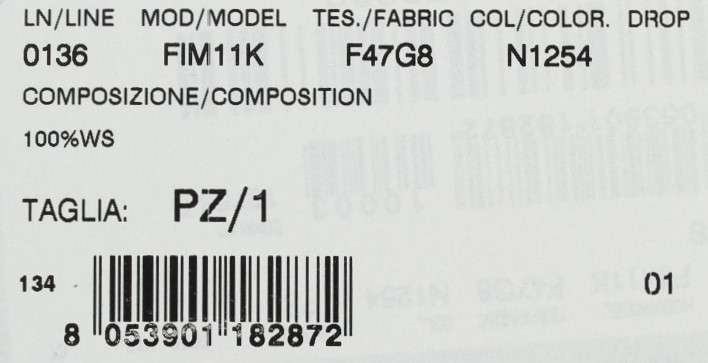 LN/LINE MOD/MODEL TES./FABRIC COL/COLOR. DROP
0136 FIM11K F47G8 N1254
COMPOSIZIONE/COMPOSITION
100%WS
TAGLIA: PZ/1
134 01
8 053901 182872